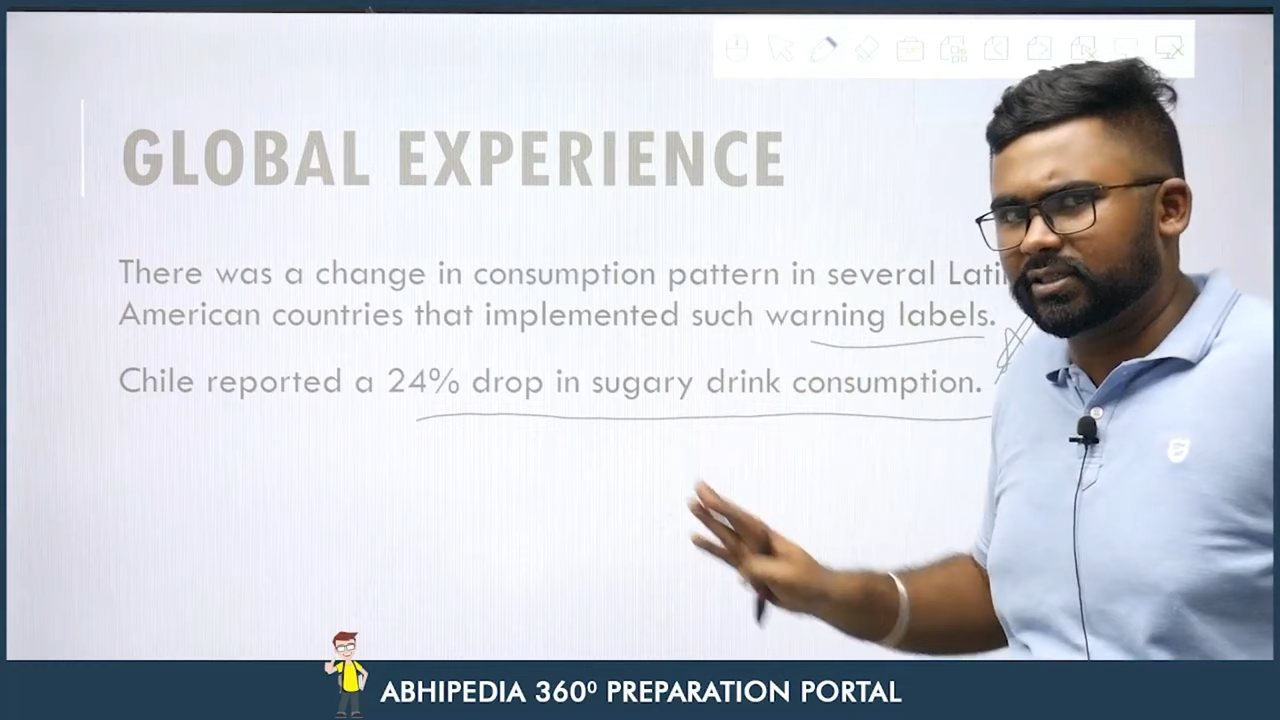 GLOBAL EXPERIENCE
There was a change in consumption pattern in several
American countries that implemented such warning labels.
Chile reported a 24% drop in sugary drink consumption.
ABHIPEDIA 360⁰ PREPARATION PORTAL